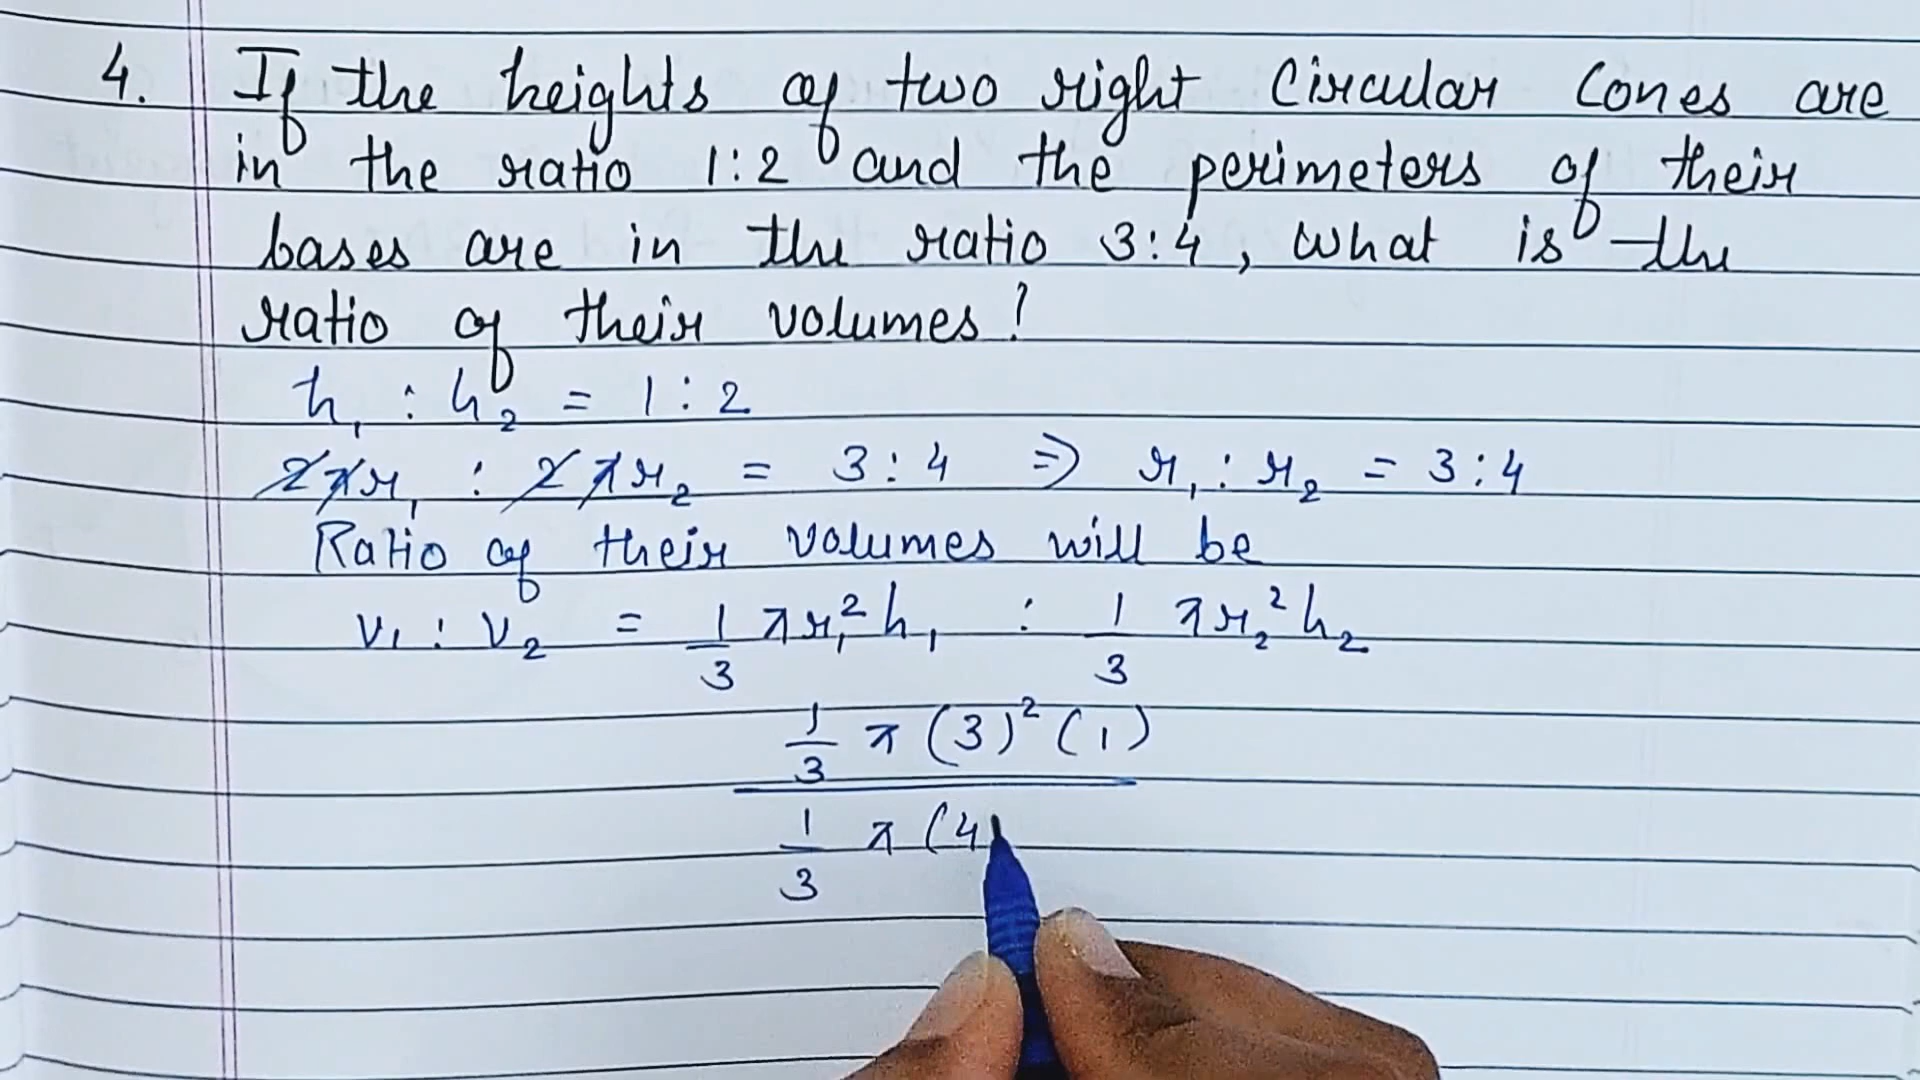 4. If the heights of two right Circular Cones are
in the ratio 1:2 and the perimeters of their
bases are in the ratio 3:4, what is the
ratio of their volumes?
h₁ : h₂ = 1 : 2
2πr₁ : 2πr₂ = 3 : 4 ⇒ r₁ : r₂ = 3 : 4
Ratio of their volumes will be
V₁ : V₂ = 1/3 πr₁²h₁ : 1/3 πr₂²h₂
1/3 π (3)² (1)
1/3 π (4